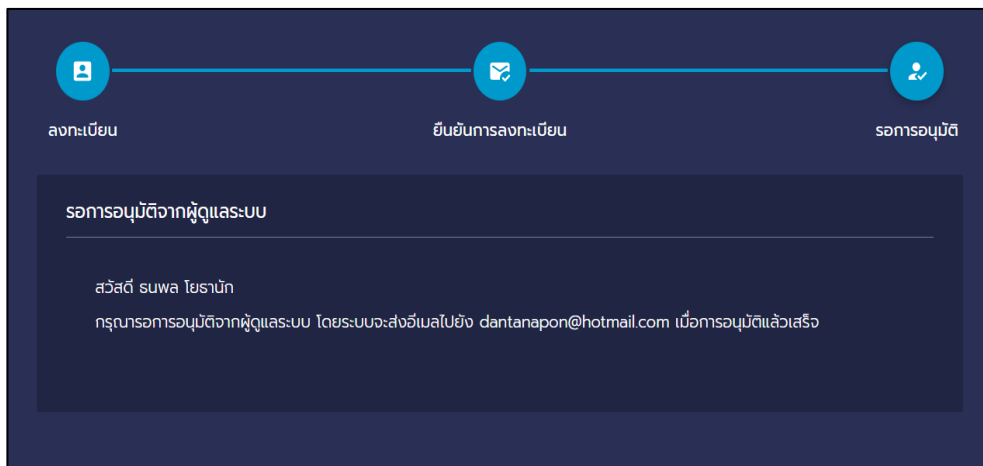 ลงทะเบียน
ยืนยันการลงทะเบียน
รอการอนุมัติ
รอการอนุมัติจากผู้ดูแลระบบ
สวัสดี ธนพล โยธานัก
กรุณารอการอนุมัติจากผู้ดูแลระบบ โดยระบบจะส่งอีเมลไปยัง dantanapon@hotmail.com เมื่อการอนุมัติแล้วเสร็จ